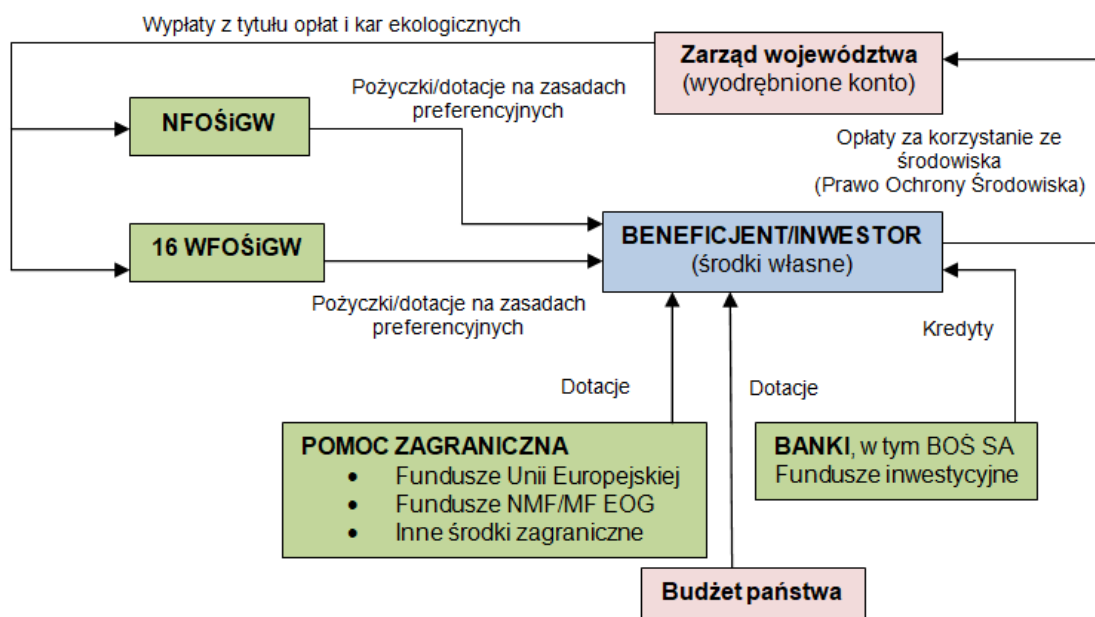 Wypłaty z tytułu opłat i kar ekologicznych
Zarząd województwa
(wyodrębnione konto)
Pożyczki/dotacje na zasadach
preferencyjnych
NFOŚiGW
Opłaty za korzystanie ze
środowiska
(Prawo Ochrony Środowiska)
16 WFOŚiGW
BENEFICJENT/INWESTOR
(środki własne)
Pożyczki/dotacje na zasadach
preferencyjnych
Kredyty
Dotacje
Dotacje
POMOC ZAGRANICZNA
• Fundusze Unii Europejskiej
• Fundusze NMF/MF EOG
• Inne środki zagraniczne
BANKI, w tym BOŚ SA
Fundusze inwestycyjne
Budżet państwa